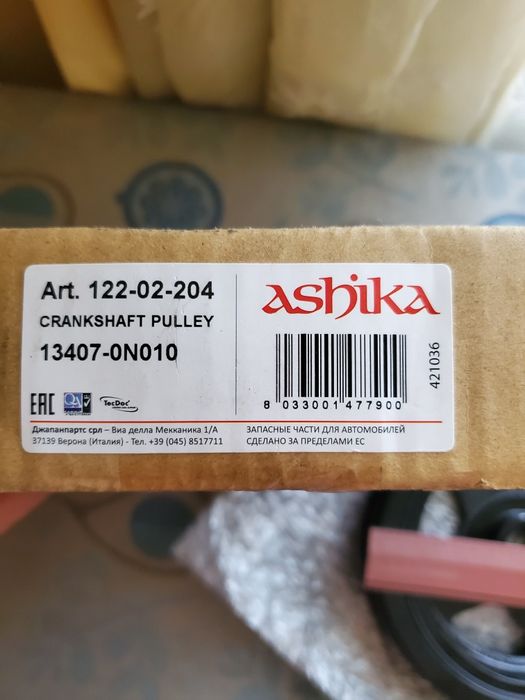 Art. 122-02-204
CRANKSHAFT PULLEY
13407-0N010
EAC
TecDoc
Джапанпартс срл – Виа делла Мекканика 1/А
37139 Верона (Италия) - Тел. +39 (045) 8517711
ashika
8 033001 477900
421036
ЗАПАСНЫЕ ЧАСТИ ДЛЯ АВТОМОБИЛЕЙ
СДЕЛАНО ЗА ПРЕДЕЛАМИ ЕС